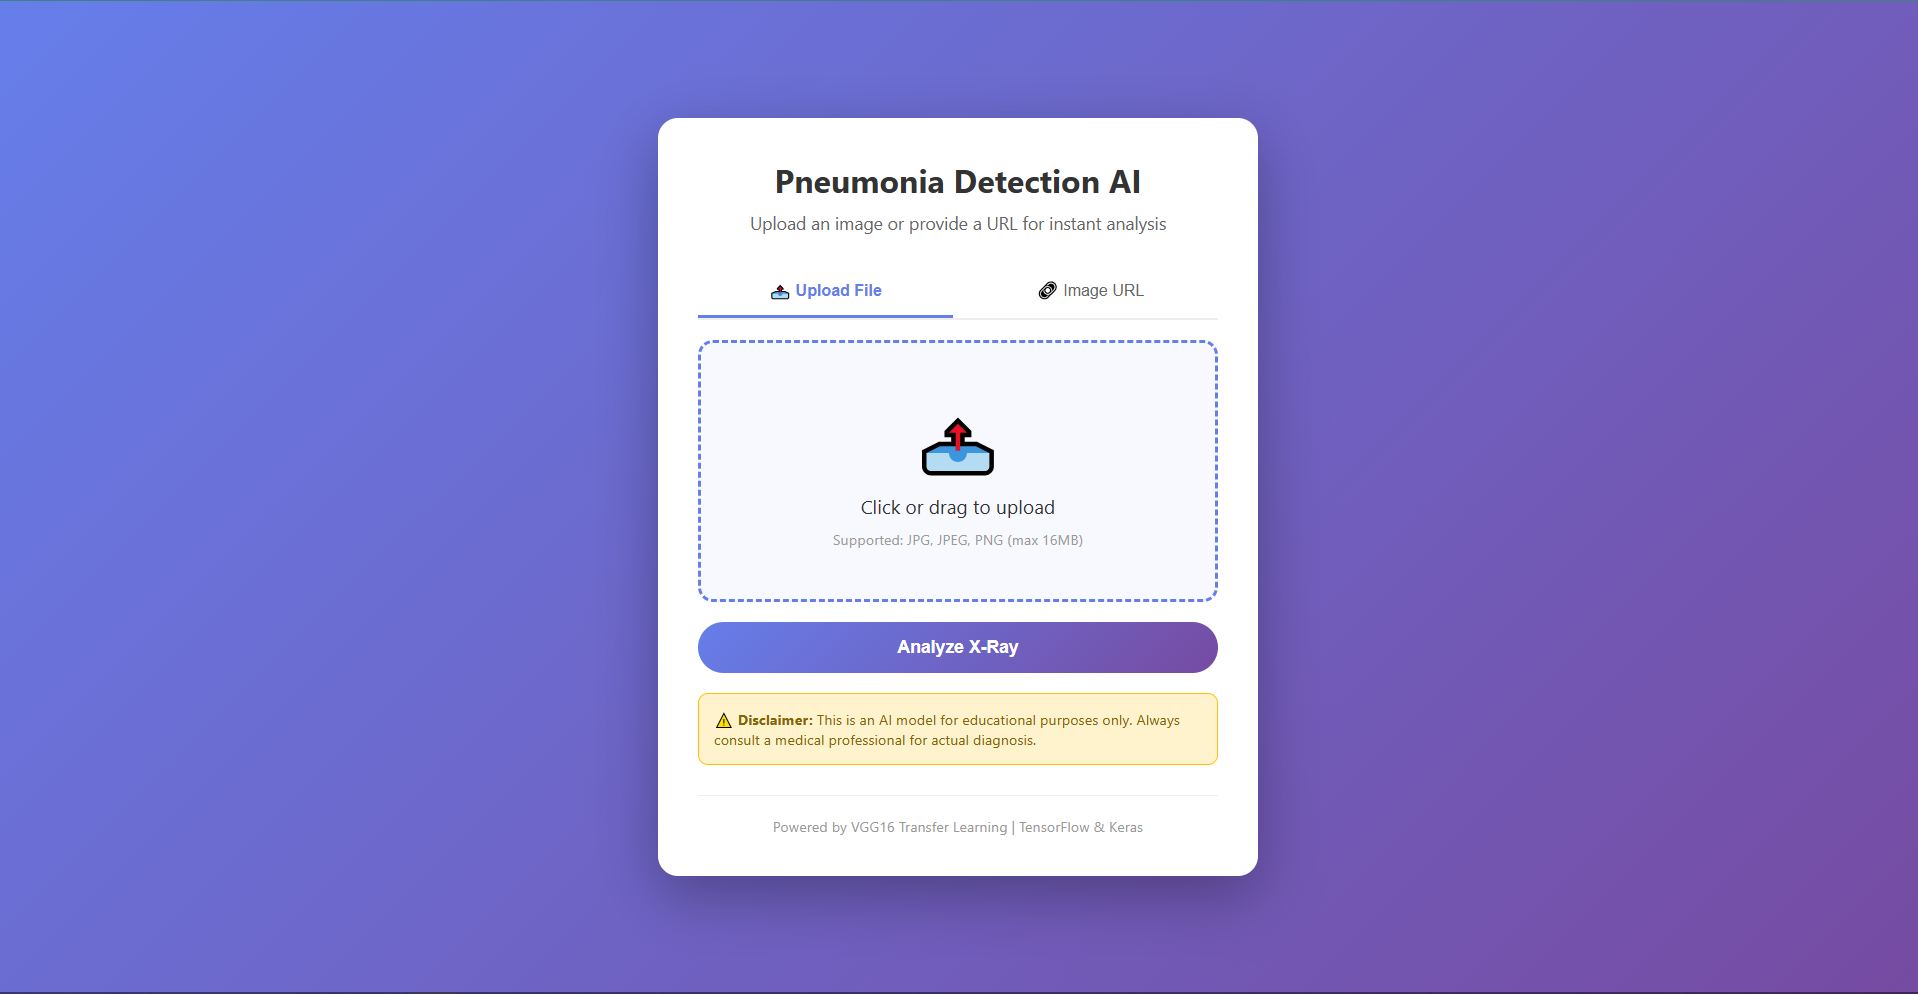 Pneumonia Detection AI
Upload an image or provide a URL for instant analysis
Upload File
Image URL
Click or drag to upload
Supported: JPG, JPEG, PNG (max 16MB)
Analyze X-Ray
Disclaimer: This is an AI model for educational purposes only. Always
consult a medical professional for actual diagnosis.
Powered by VGG16 Transfer Learning | TensorFlow & Keras